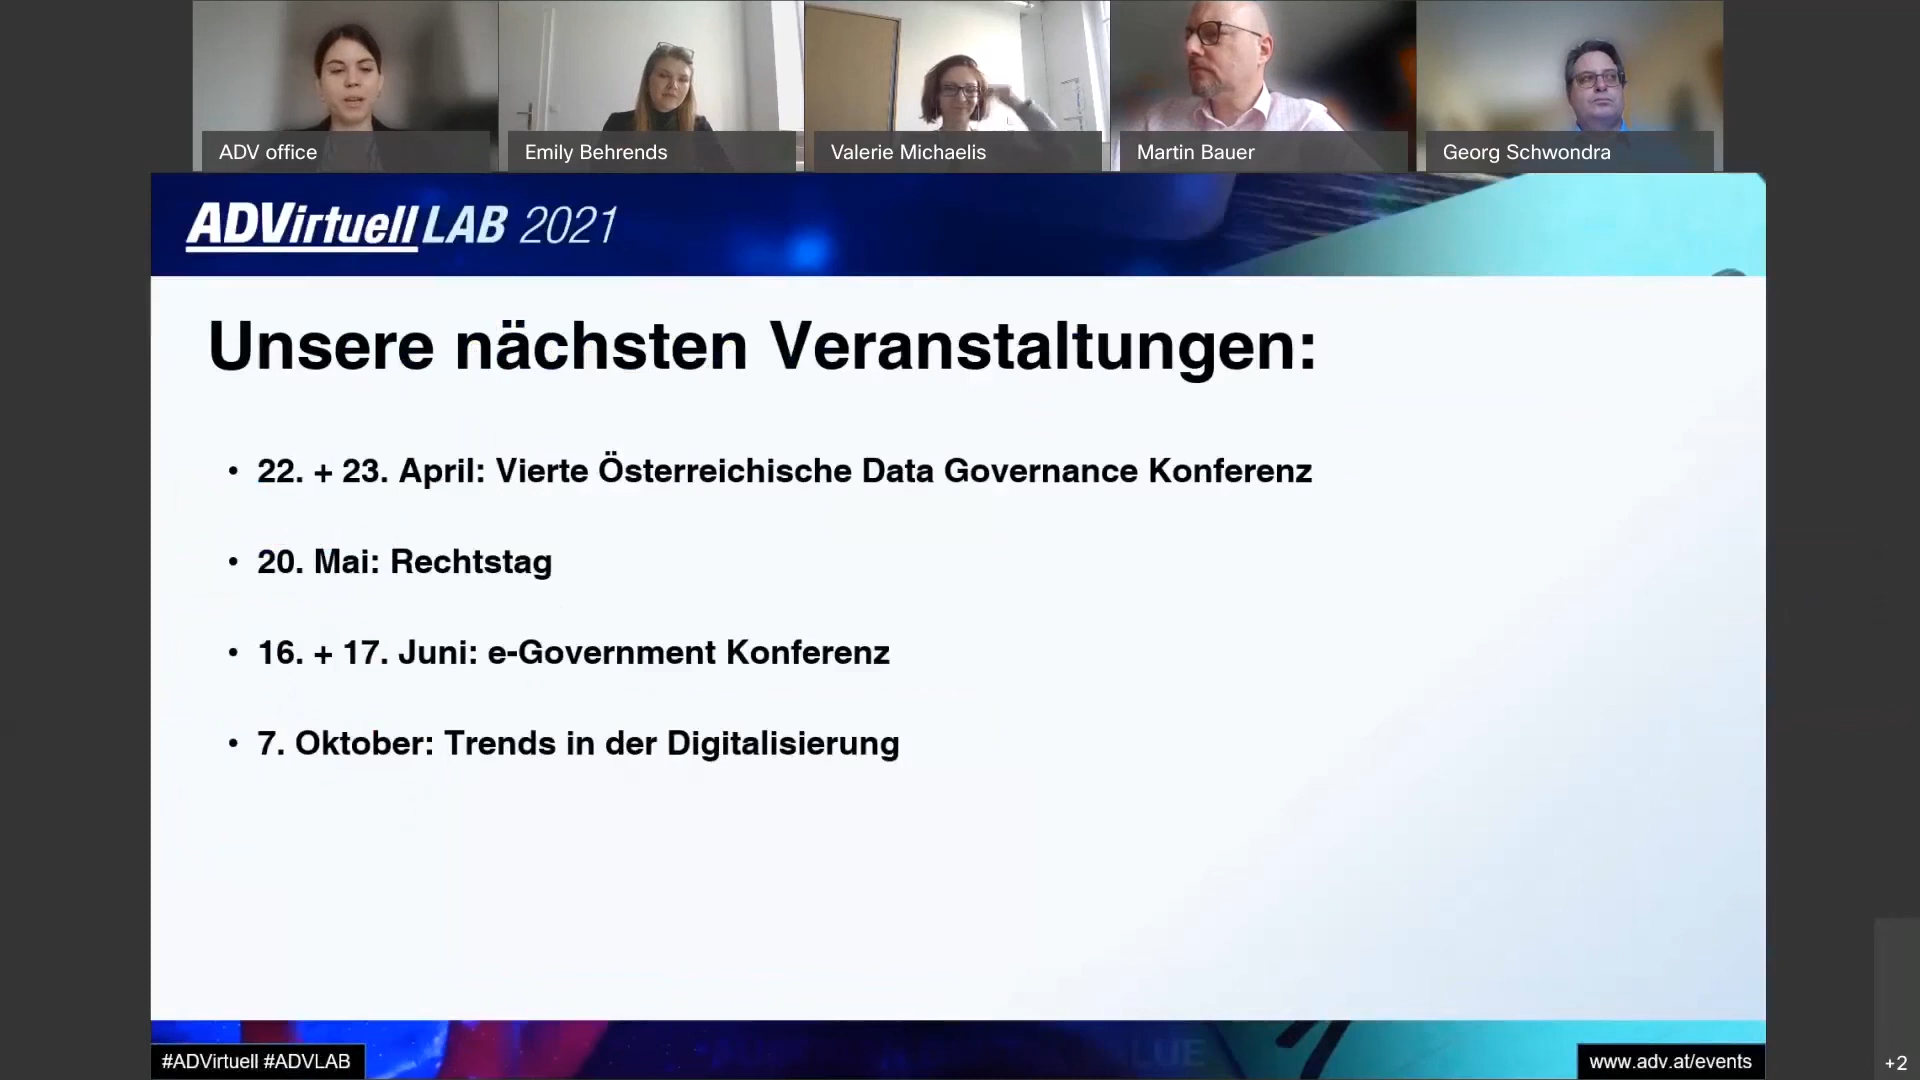 ADV office
Emily Behrends
Valerie Michaelis
Martin Bauer
Georg Schwondra
ADVirtuell LAB 2021
Unsere nächsten Veranstaltungen:
• 22. + 23. April: Vierte Österreichische Data Governance Konferenz
• 20. Mai: Rechtstag
• 16. + 17. Juni: e-Government Konferenz
• 7. Oktober: Trends in der Digitalisierung
#ADVirtuell #ADVLAB
www.adv.at/events
+2